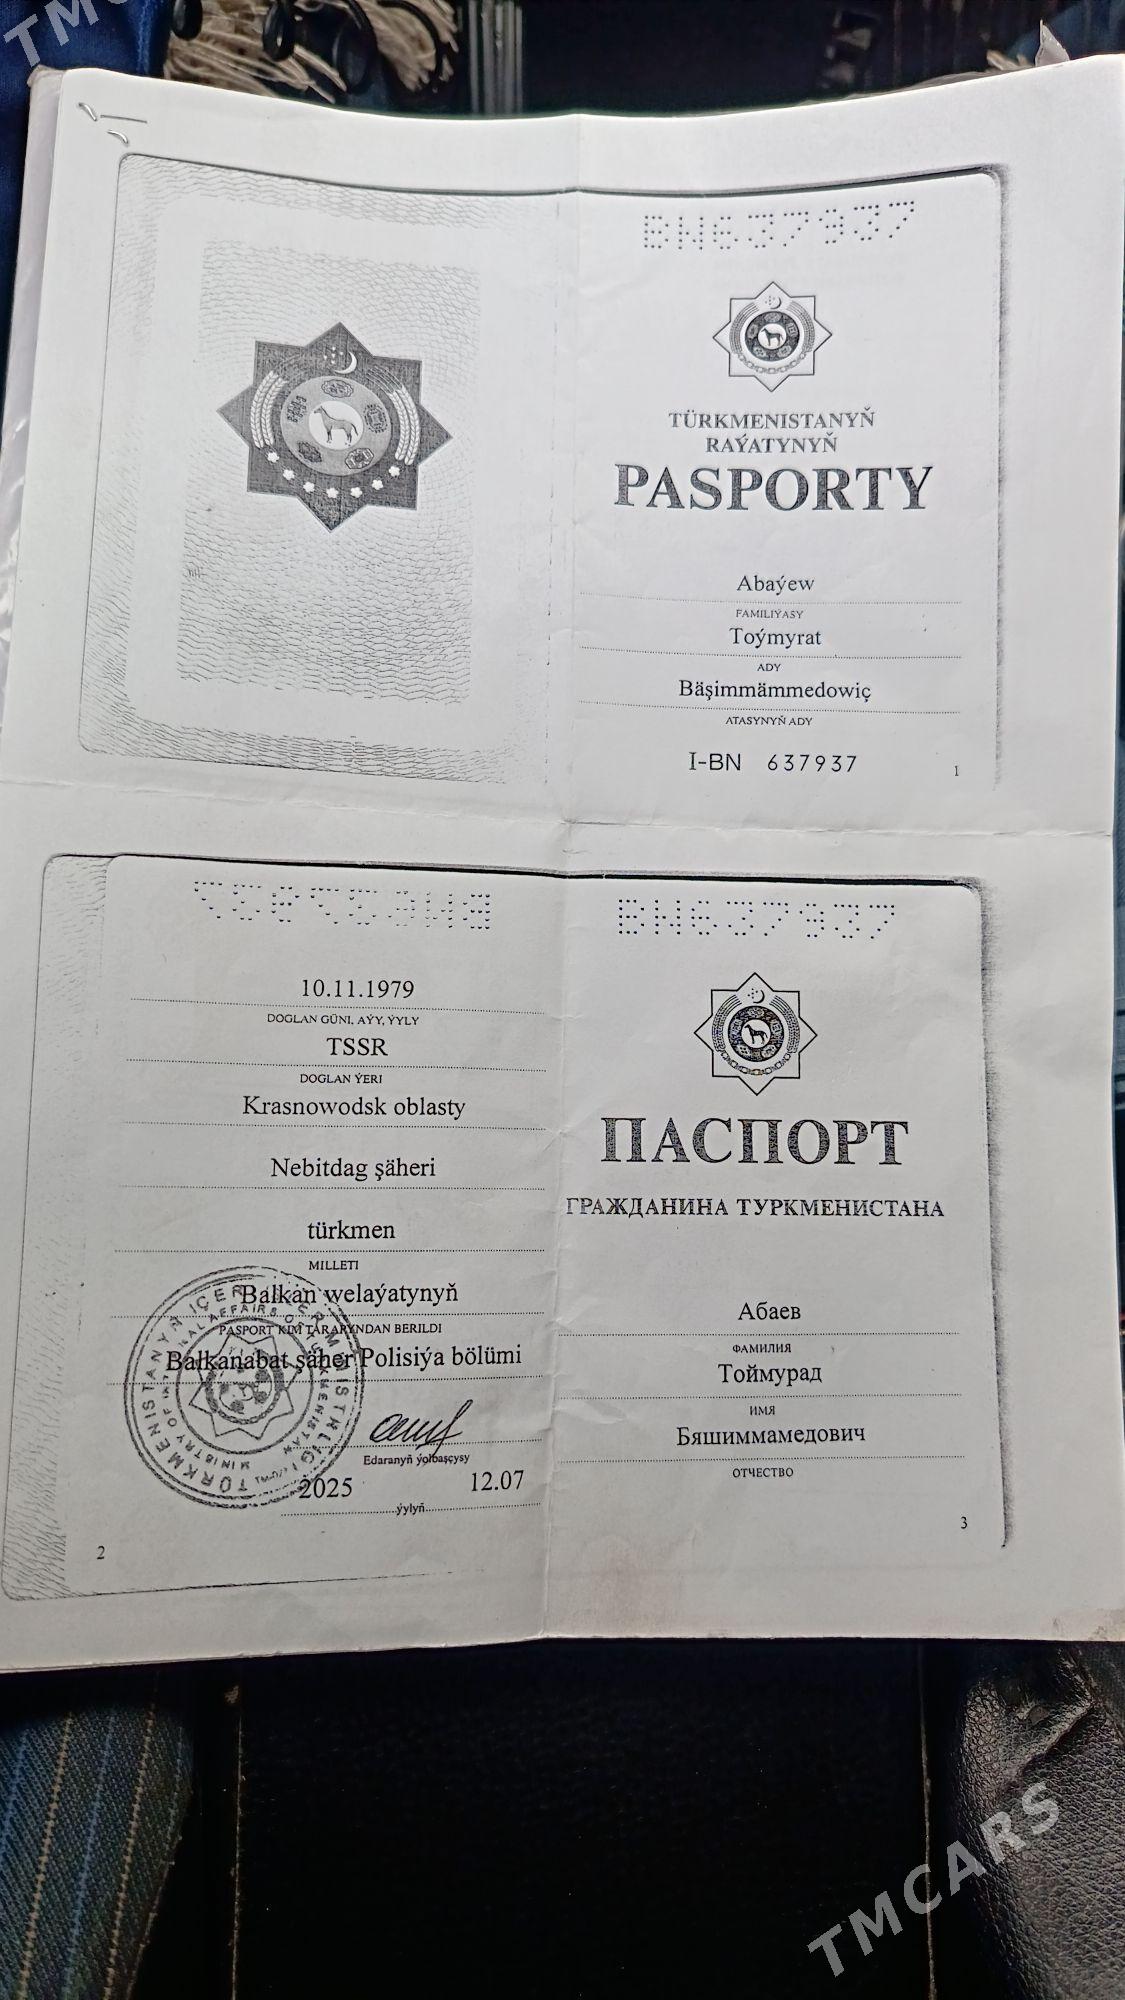 BN637937
TÜRKMENISTANYŇ
RAÝATYNYŇ
PASPORTY
Abaýew
FAMILIÝASY
Toýmyrat
ADY
Bäşimmämmedowiç
ATASYNYŇ ADY
I-BN 637937
1
10.11.1979
DOGLAN GÜNI, AÝY, ÝYLY
TSSR
DOGLAN ÝERI
Krasnowodsk oblasty
Nebitdag şäheri
türkmen
MILLETI
Balkan welaýatynyň
PASPORT KIM TARAPYNDAN BERILDI
Balkanabat şäher Polisiýa bölümi
Edaranyň ýolbaşçysy
2025 12.07
ýylyň
2
BN637937
ПАСПОРТ
ГРАЖДАНИНА ТУРКМЕНИСТАНА
Абаев
ФАМИЛИЯ
Тоймурад
ИМЯ
Бяшиммамедович
ОТЧЕСТВО
3
TMCARS